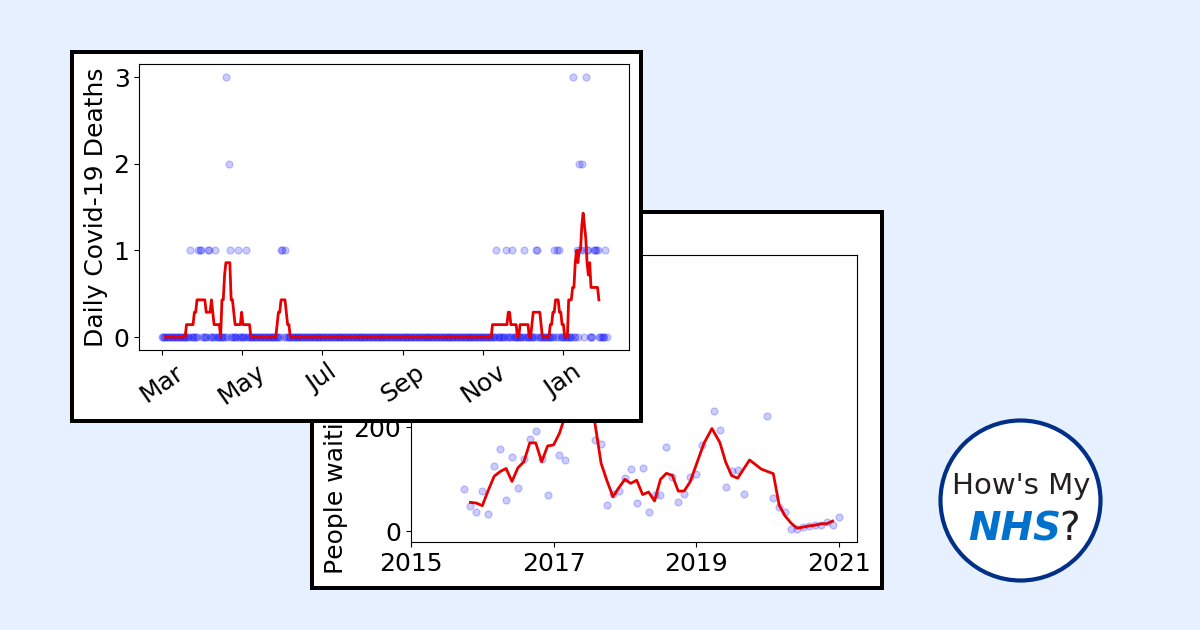 Daily Covid-19 Deaths
3
2
1
0
Mar
May
Jul
Sep
Nov
Jan
People waiti
200
0
2015
2017
2019
2021
How's My
NHS?